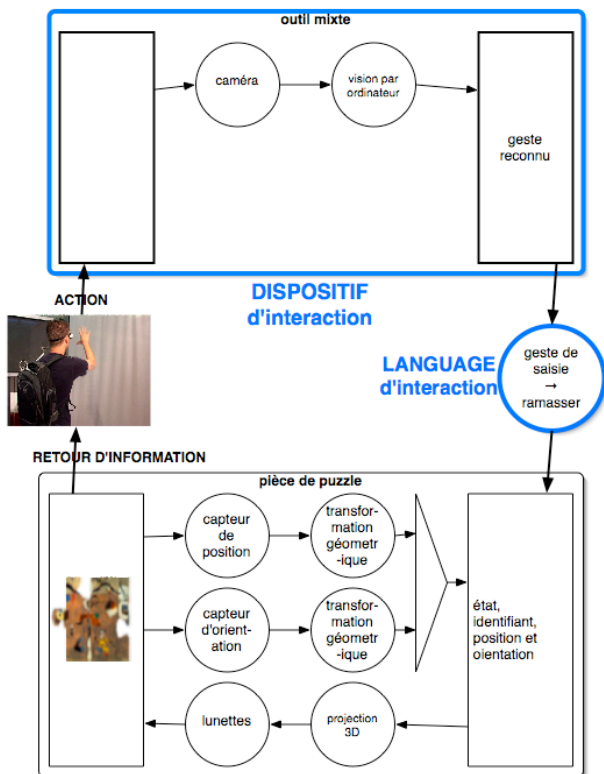 outil mixte
caméra
vision par
ordinateur
geste
reconnu
ACTION
DISPOSITIF
d'interaction
LANGUAGE
d'interaction
geste de
saisie
→
ramasser
RETOUR D'INFORMATION
pièce de puzzle
capteur
de
position
transfor-
mation
géometr
-ique
capteur
d'orient-
ation
transfor-
mation
géometr
-ique
état,
identifiant,
position et
oientation
lunettes
projection
3D